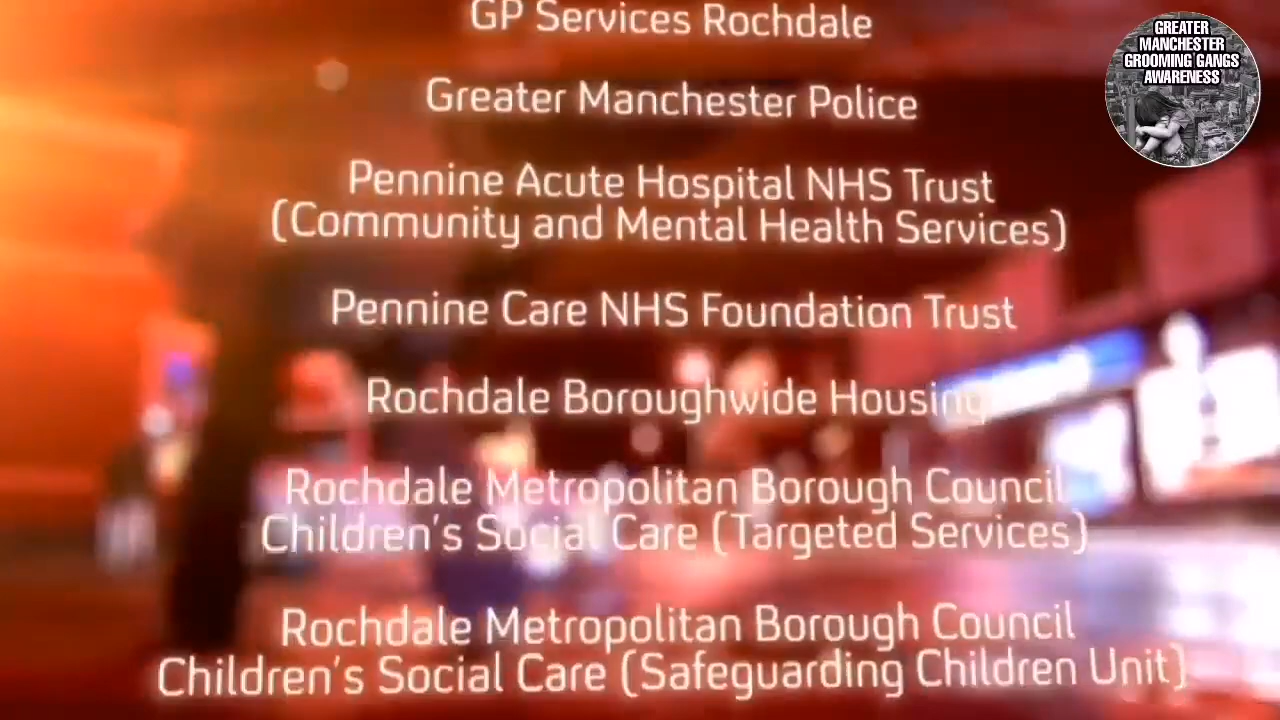 GP Services Rochdale
Greater Manchester Police
Pennine Acute Hospital NHS Trust
(Community and Mental Health Services)
Pennine Care NHS Foundation Trust
Rochdale Boroughwide Housing
Rochdale Metropolitan Borough Council
Children's Social Care (Targeted Services)
Rochdale Metropolitan Borough Council
Children's Social Care (Safeguarding Children Unit)
GREATER
MANCHESTER
GROOMING GANGS
AWARENESS